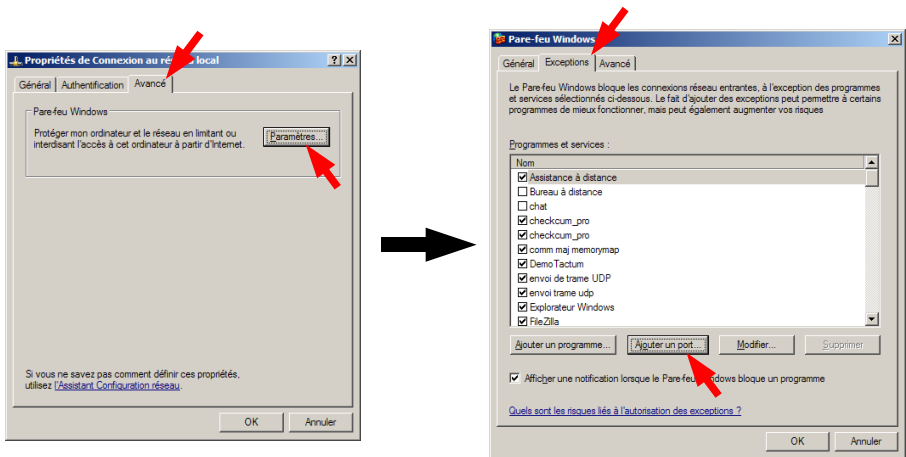 Propriétés de Connexion au réseau local
Général Authentification Avancé
Pare-feu Windows
Protéger mon ordinateur et le réseau en limitant ou
interdisant l'accès à cet ordinateur à partir d'Internet.
Paramètres...
Si vous ne savez pas comment définir ces propriétés,
utilisez l'Assistant Configuration réseau.
OK Annuler
Pare-feu Windows
Général Exceptions Avancé
Le Pare-feu Windows bloque les connexions réseau entrantes, à l'exception des programmes
et services sélectionnés ci-dessous. Le fait d'ajouter des exceptions peut permettre à certains
programmes de mieux fonctionner, mais peut également augmenter vos risques
Programmes et services :
Nom
Assistance à distance
Bureau à distance
chat
checkcum_pro
checkcum_pro
comm maj memorymap
DemoTactum
envoi de trame UDP
envoi trame udp
Explorateur Windows
FileZilla
Ajouter un programme... Ajouter un port... Modifier... Supprimer
Afficher une notification lorsque le Pare-feu Windows bloque un programme
Quels sont les risques liés à l'autorisation des exceptions ?
OK Annuler